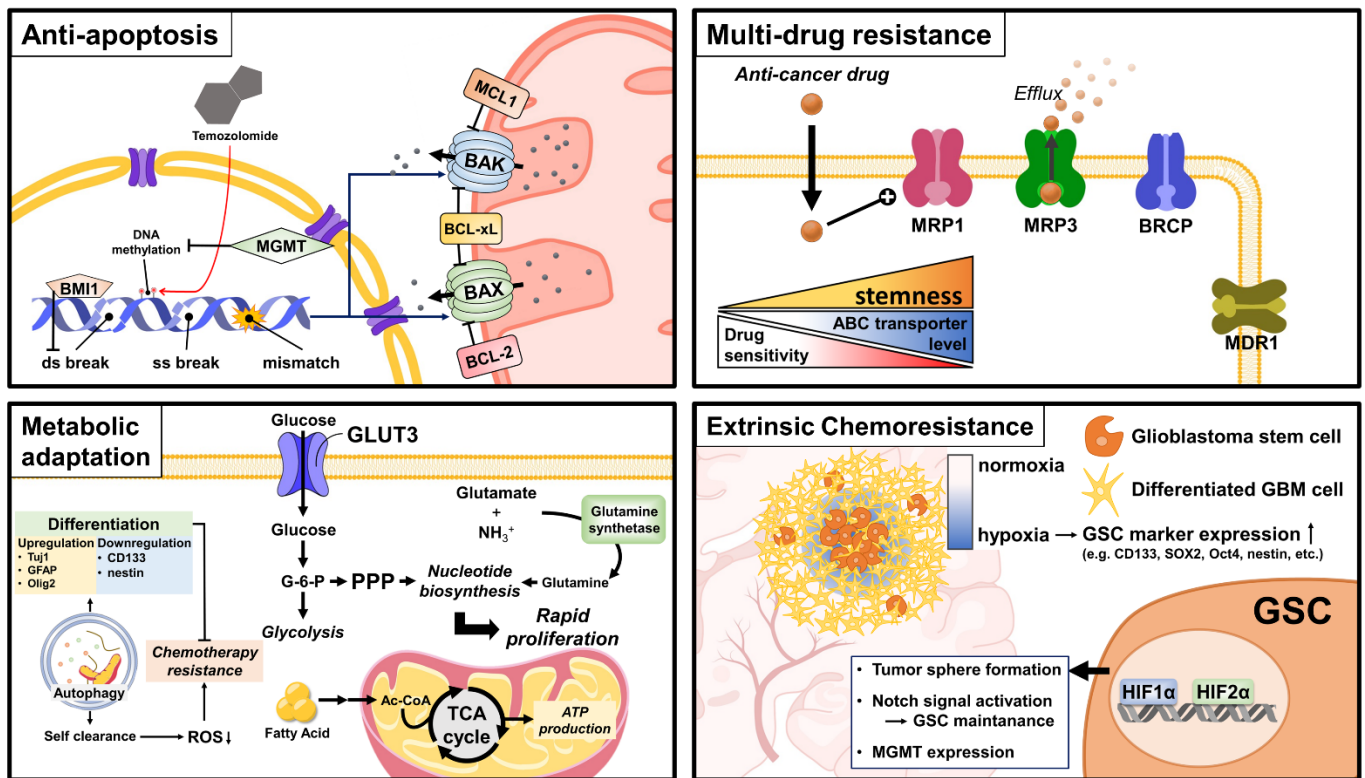 Anti-apoptosis
Temozolomide
DNA
methylation
MGMT
BMI1
ds break
ss break
mismatch
MCL1
BAK
BCL-xL
BAX
BCL-2
Multi-drug resistance
Anti-cancer drug
Efflux
MRP1
MRP3
BRCP
MDR1
stemness
ABC transporter
level
Drug
sensitivity
Metabolic
adaptation
Glucose
GLUT3
Glucose
G-6-P
PPP
Nucleotide
biosynthesis
Glycolysis
Glutamate
+
NH₃⁺
Glutamine
synthetase
Glutamine
Rapid
proliferation
Differentiation
Upregulation
• Tuj1
• GFAP
• Olig2
Downregulation
• CD133
• nestin
Chemotherapy
resistance
Autophagy
Self clearance
ROS↓
Fatty Acid
Ac-CoA
TCA
cycle
ATP
production
Extrinsic Chemoresistance
Glioblastoma stem cell
Differentiated GBM cell
normoxia
hypoxia → GSC marker expression ↑
(e.g. CD133, SOX2, Oct4, nestin, etc.)
GSC
HIF1α
HIF2α
• Tumor sphere formation
• Notch signal activation
→ GSC maintanance
• MGMT expression